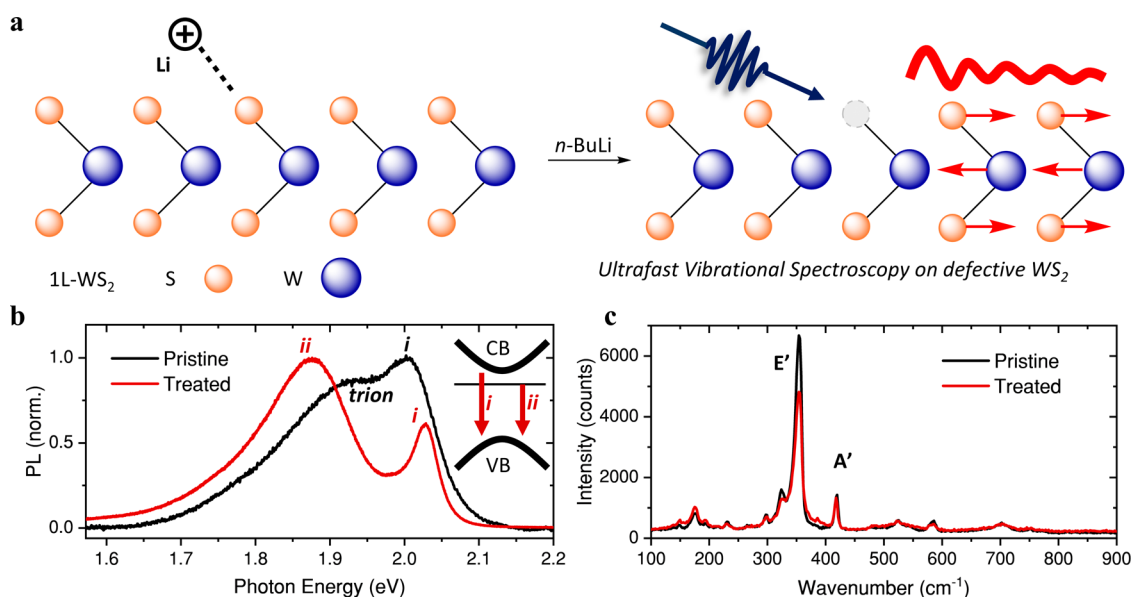 a
⊕
Li
n-BuLi
1L-WS₂ S W
Ultrafast Vibrational Spectroscopy on defective WS₂
b
PL (norm.)
1.0
0.5
0.0
Pristine
Treated
ii
i
trion
i
CB
i
ii
VB
1.6 1.7 1.8 1.9 2.0 2.1 2.2
Photon Energy (eV)
c
Intensity (counts)
6000
4000
2000
0
E’
A’
Pristine
Treated
100 200 300 400 500 600 700 800 900
Wavenumber (cm⁻¹)